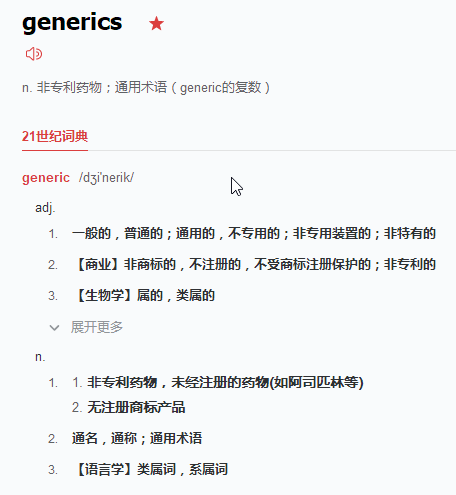 generics
n. 非专利药物；通用术语（generic的复数）
21世纪词典
generic /dʒi'nerik/
adj.
1. 一般的，普通的；通用的，不专用的；非专用装置的；非特有的
2. 【商业】非商标的，不注册的，不受商标注册保护的；非专利的
3. 【生物学】属的，类属的
展开更多
n.
1. 1. 非专利药物，未经注册的药物(如阿司匹林等)
2. 无注册商标产品
2. 通名，通称；通用术语
3. 【语言学】类属词，系属词